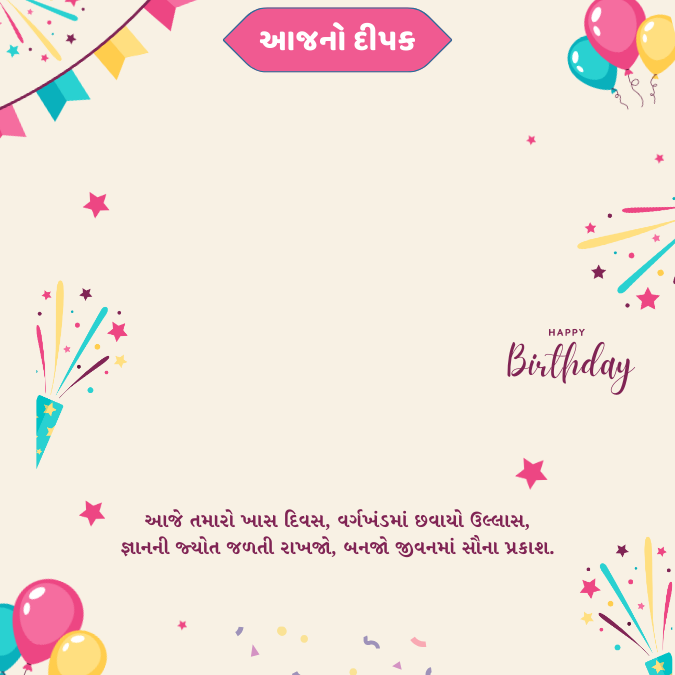 આજનો દીપક
HAPPY
Birthday
આજે તમારો ખાસ દિવસ, વર્ગખંડમાં છવાયો ઉલ્લાસ,
જ્ઞાનની જ્યોત જળતી રાખજો, બનજો જીવનમાં સૌના પ્રકાશ.